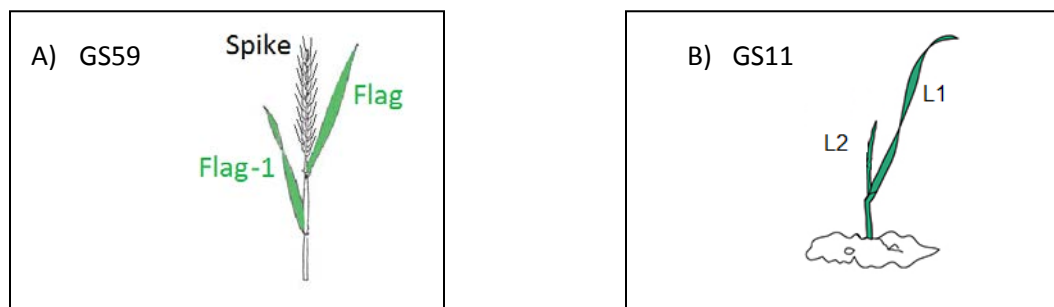 A) GS59
Spike
Flag
Flag-1
B) GS11
L1
L2